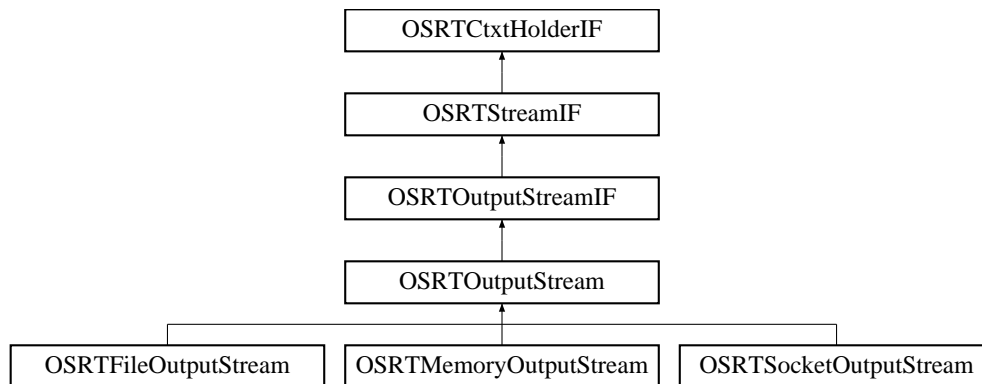 OSRTCtxtHolderIF
OSRTStreamIF
OSRTOutputStreamIF
OSRTOutputStream
OSRTFileOutputStream OSRTMemoryOutputStream OSRTSocketOutputStream